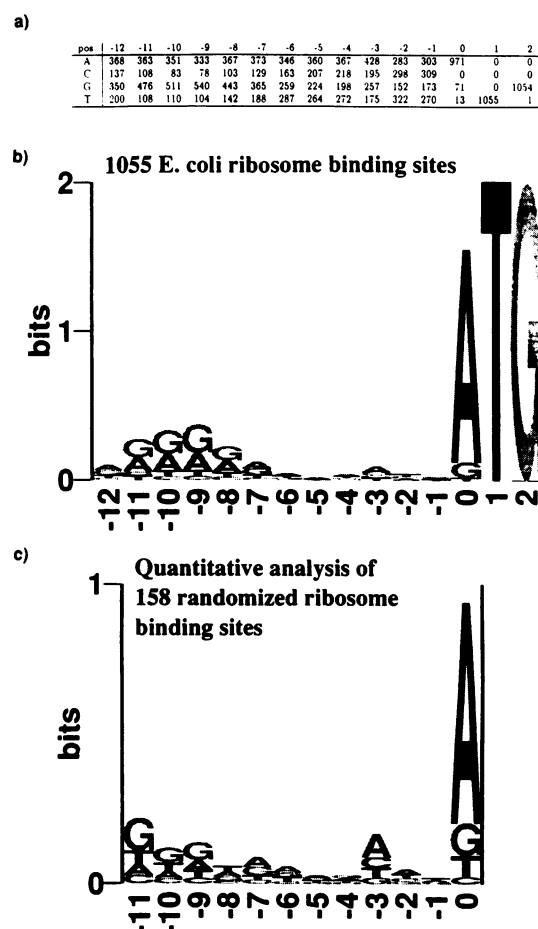 a)
pos -12 -11 -10 -9 -8 -7 -6 -5 -4 -3 -2 -1 0 1 2
A 368 363 351 333 367 373 346 360 367 428 283 303 971 0 0
C 137 108 83 78 103 129 163 207 218 195 298 309 0 0 0
G 350 476 511 540 443 365 259 224 198 257 152 173 71 0 1054
T 200 108 110 104 142 188 287 264 272 175 322 270 13 1055 1
b)
1055 E. coli ribosome binding sites
2
1
0
bits
A
G
T
G
G A
G A
G A
G A
-12 -11 -10 -9 -8 -7 -6 -5 -4 -3 -2 -1 0 1 2
c)
Quantitative analysis of
158 randomized ribosome
binding sites
1
0
bits
A
G
T
G
T
A
G
G
A
A
-11 -10 -9 -8 -7 -6 -5 -4 -3 -2 -1 0